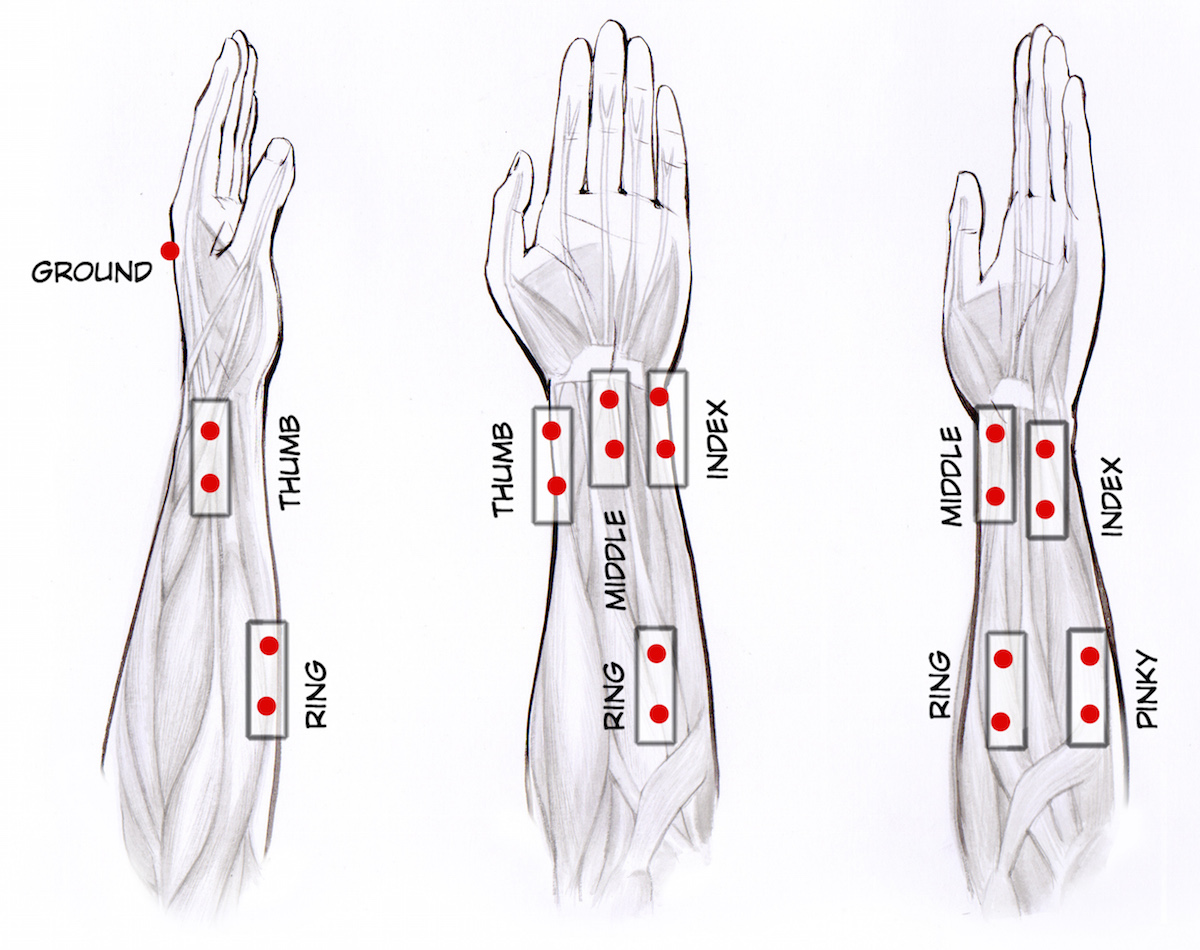 GROUND
THUMB
RING
THUMB
MIDDLE
INDEX
RING
MIDDLE
INDEX
RING
PINKY